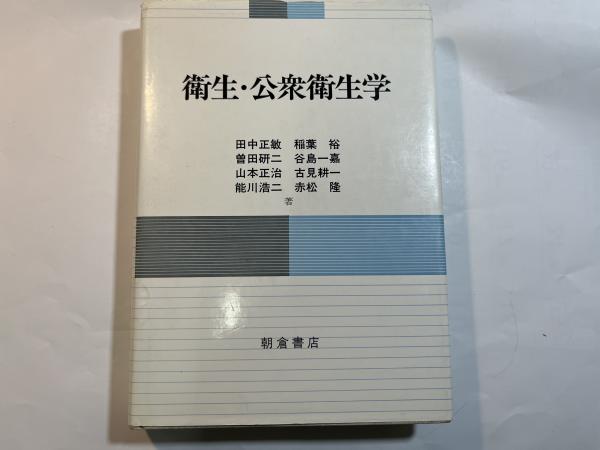 衛生・公衆衛生学
田中正敏 稲葉 裕
曽田研二 谷島一嘉
山本正治 古見耕一
能川浩二 赤松 隆
著
朝倉書店